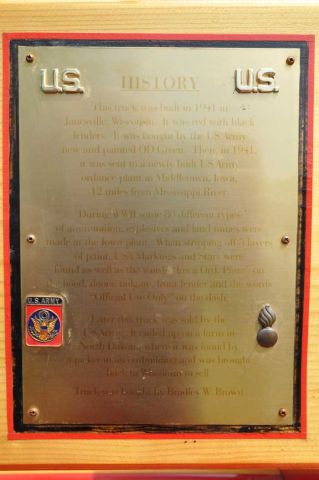 U.S. U.S.
HISTORY
This truck was built in 1941 in
Janesville, Wisconsin. It was red with black
fenders. It was bought by the US Army
new and painted OD Green. Then, in 1941,
it was sent to a newly built US Army
ordance plant in Middletown, Iowa,
12 miles from Mississippi River.
During WWII some different types
of ammunition, explosives and land mines were
made in the Iowa plant. When stripping off 5 layers
of paint, USA Markings and Stars were
found as well as the words "Iowa Ord. Plant" on
the hood, doors, tailgate, front fender and the words
"Official Use Only" on the dash.
Later this truck was sold by the
US Army. It ended up on a farm in
North Dakota where it was found by
a picker in an outbuilding and was brought
back to Wisconsin to sell.
Truck was bought by Bradley W. Brown
U.S. ARMY